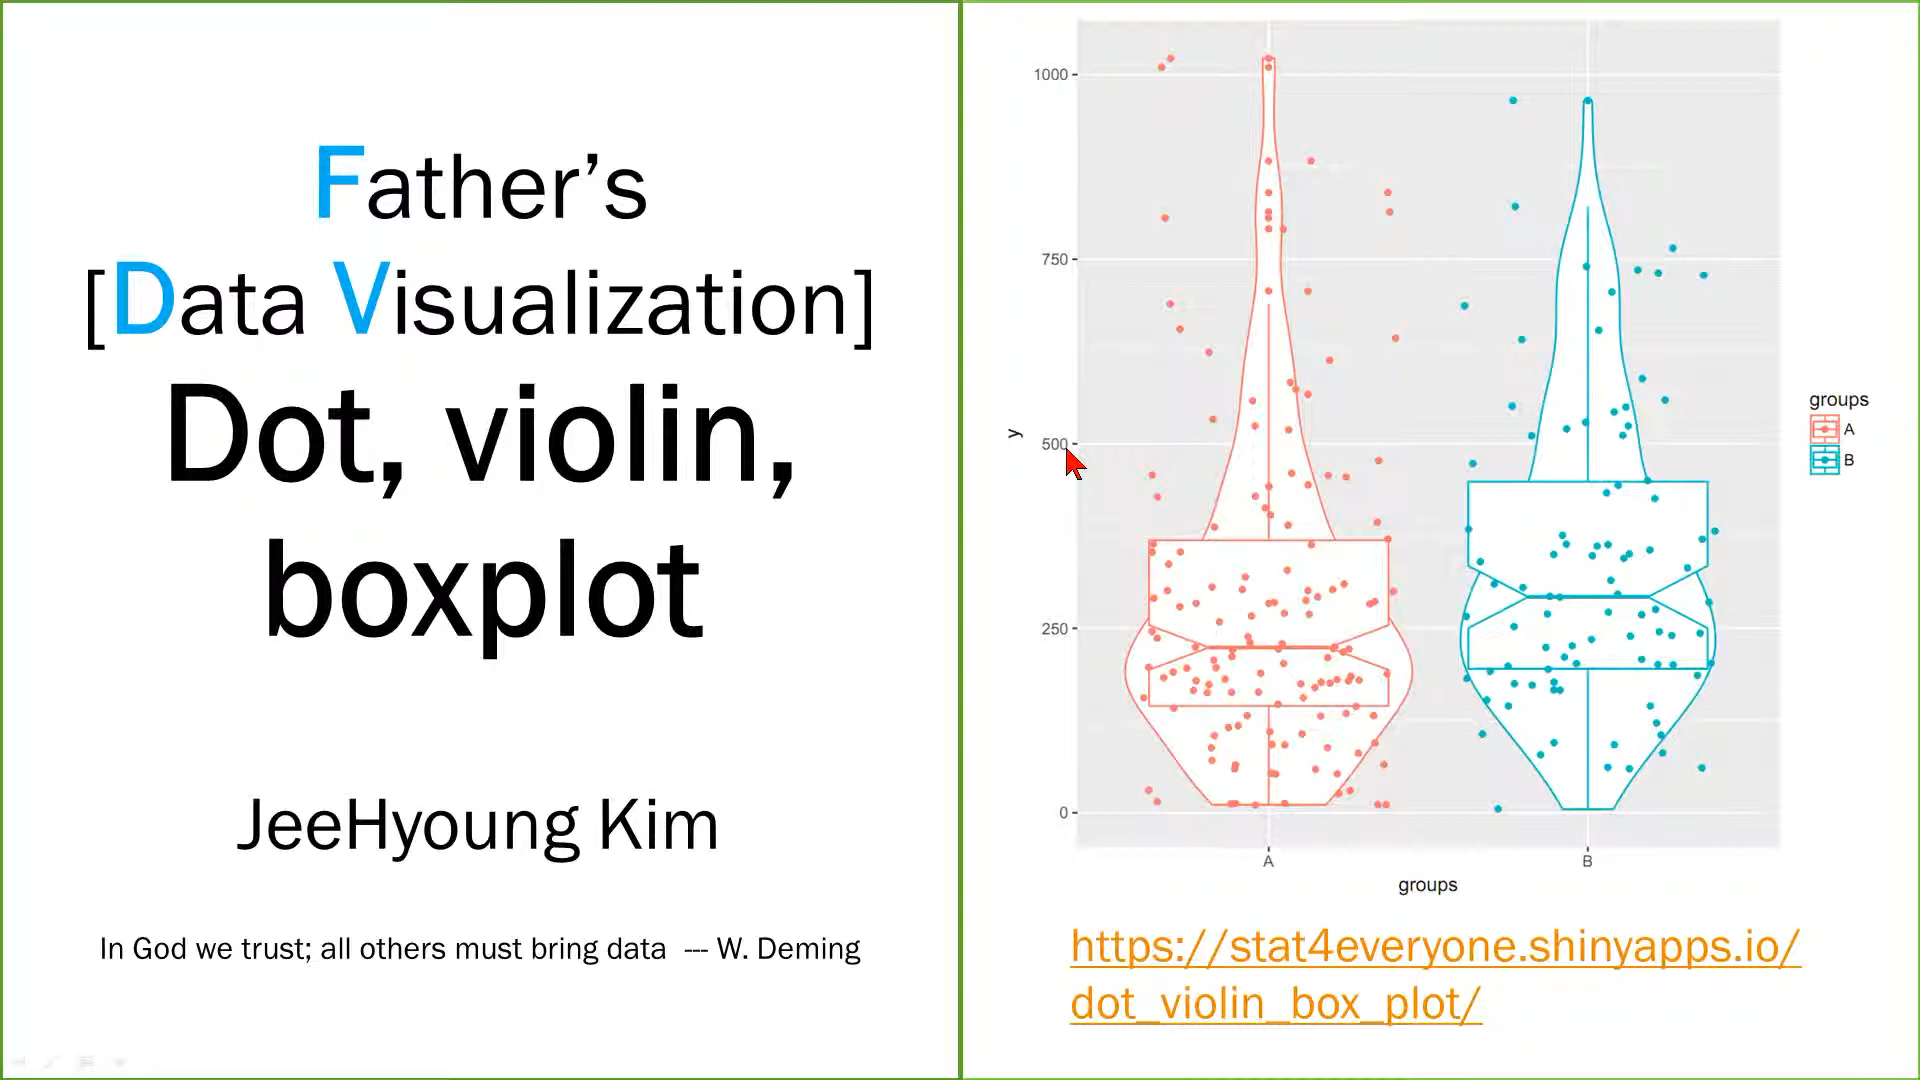 Father’s
[Data Visualization]
Dot, violin,
boxplot
JeeHyoung Kim
In God we trust; all others must bring data --- W. Deming
1000
750
500
250
0
y
A
B
groups
groups
A
B
https://stat4everyone.shinyapps.io/
dot_violin_box_plot/